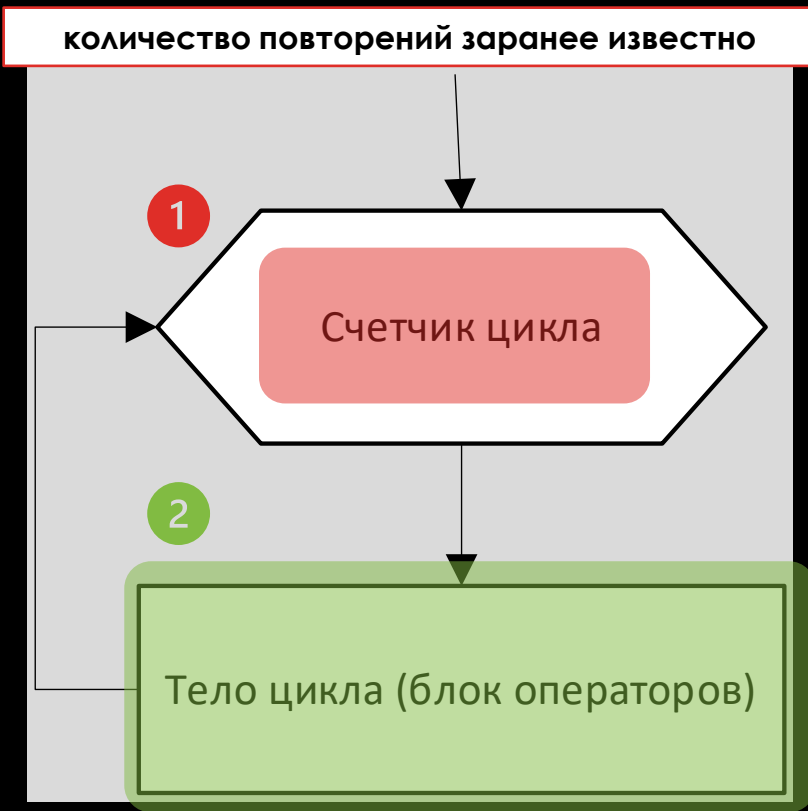 количество повторений заранее известно
1
Счетчик цикла
2
Тело цикла (блок операторов)